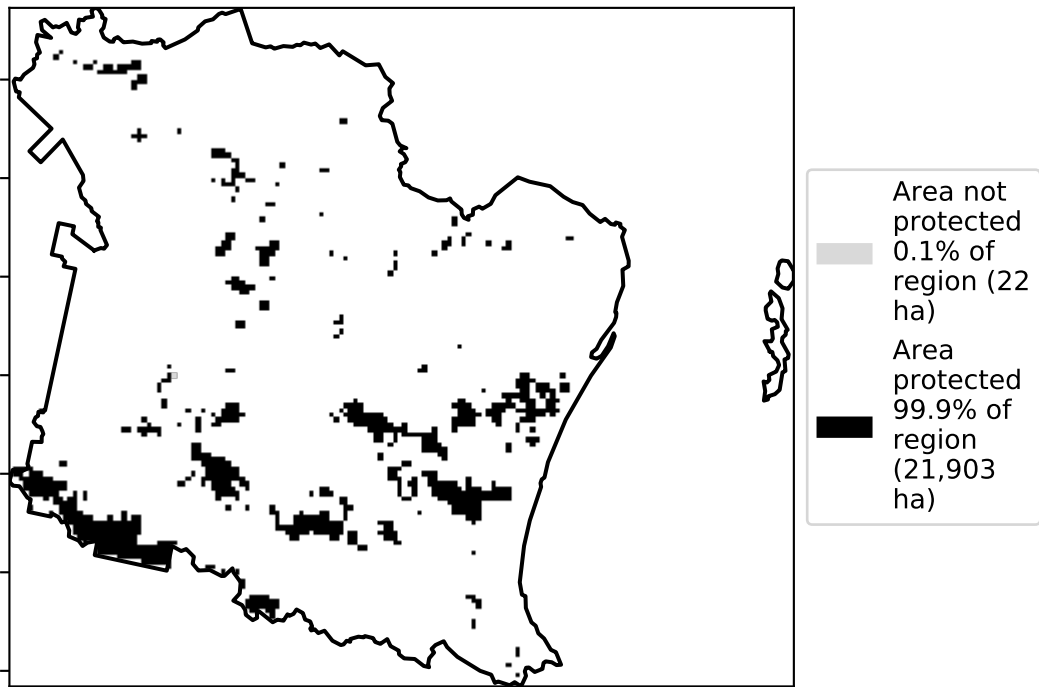 Area not
protected
0.1% of
region (22
ha)
Area
protected
99.9% of
region
(21,903
ha)